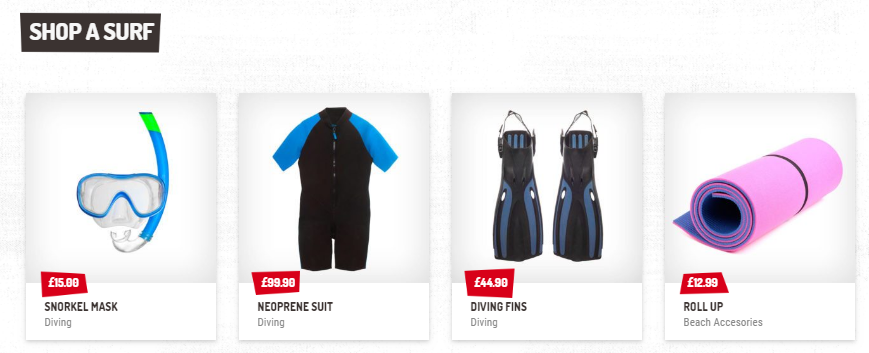 SHOP A SURF
£15.00
SNORKEL MASK
Diving
£99.90
NEOPRENE SUIT
Diving
£44.90
DIVING FINS
Diving
£12.99
ROLL UP
Beach Accesories